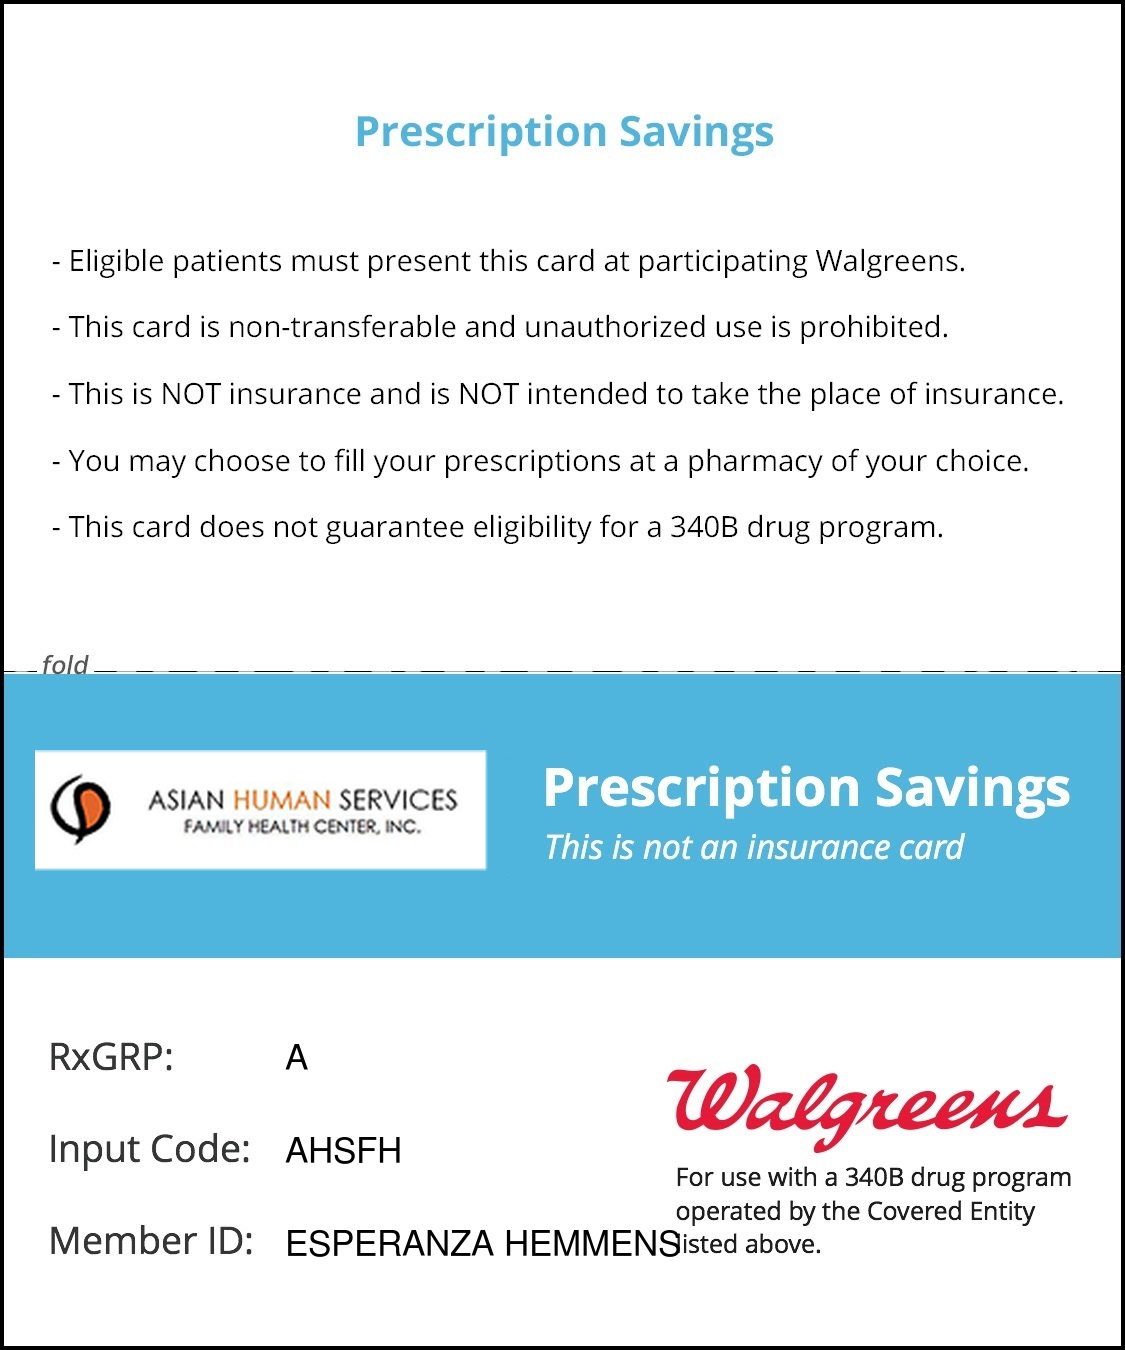 Prescription Savings
- Eligible patients must present this card at participating Walgreens.
- This card is non-transferable and unauthorized use is prohibited.
- This is NOT insurance and is NOT intended to take the place of insurance.
- You may choose to fill your prescriptions at a pharmacy of your choice.
- This card does not guarantee eligibility for a 340B drug program.
fold
ASIAN HUMAN SERVICES
FAMILY HEALTH CENTER, INC.
Prescription Savings
This is not an insurance card
RxGRP: A
Input Code: AHSFH
Member ID: ESPERANZA HEMMENS
Walgreens
For use with a 340B drug program
operated by the Covered Entity
listed above.